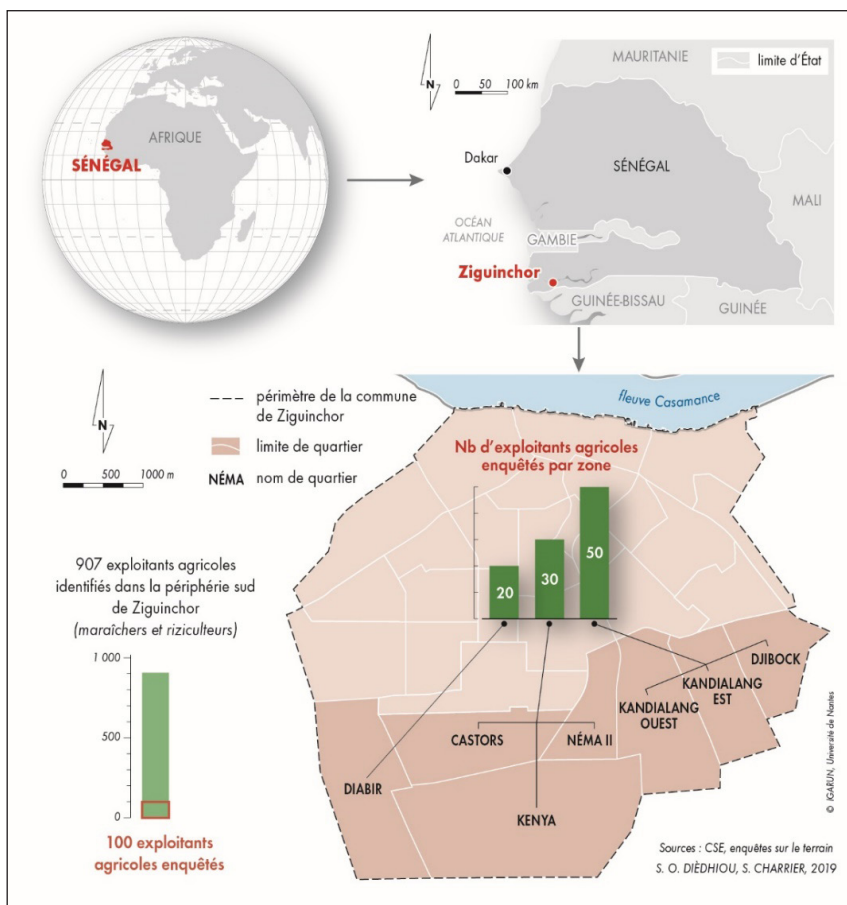 AFRIQUE
SÉNÉGAL
N
0 50 100 km
MAURITANIE
limite d'État
Dakar
SÉNÉGAL
MALI
OCÉAN
ATLANTIQUE
GAMBIE
Ziguinchor
GUINÉE-BISSAU
GUINÉE
N
0 500 1000 m
périmètre de la commune
de Ziguinchor
limite de quartier
NÉMA nom de quartier
fleuve Casamance
Nb d'exploitants agricoles
enquêtés par zone
20
30
50
907 exploitants agricoles
identifiés dans la périphérie sud
de Ziguinchor
(maraîchers et riziculteurs)
1 000
500
0
100 exploitants
agricoles enquêtés
DJIBOCK
KANDIALANG
EST
KANDIALANG
OUEST
CASTORS
NÉMA II
DIABIR
KENYA
© IGARUN, Université de Nantes
Sources : CSE, enquêtes sur le terrain
S. O. DIÈDHIOU, S. CHARRIER, 2019